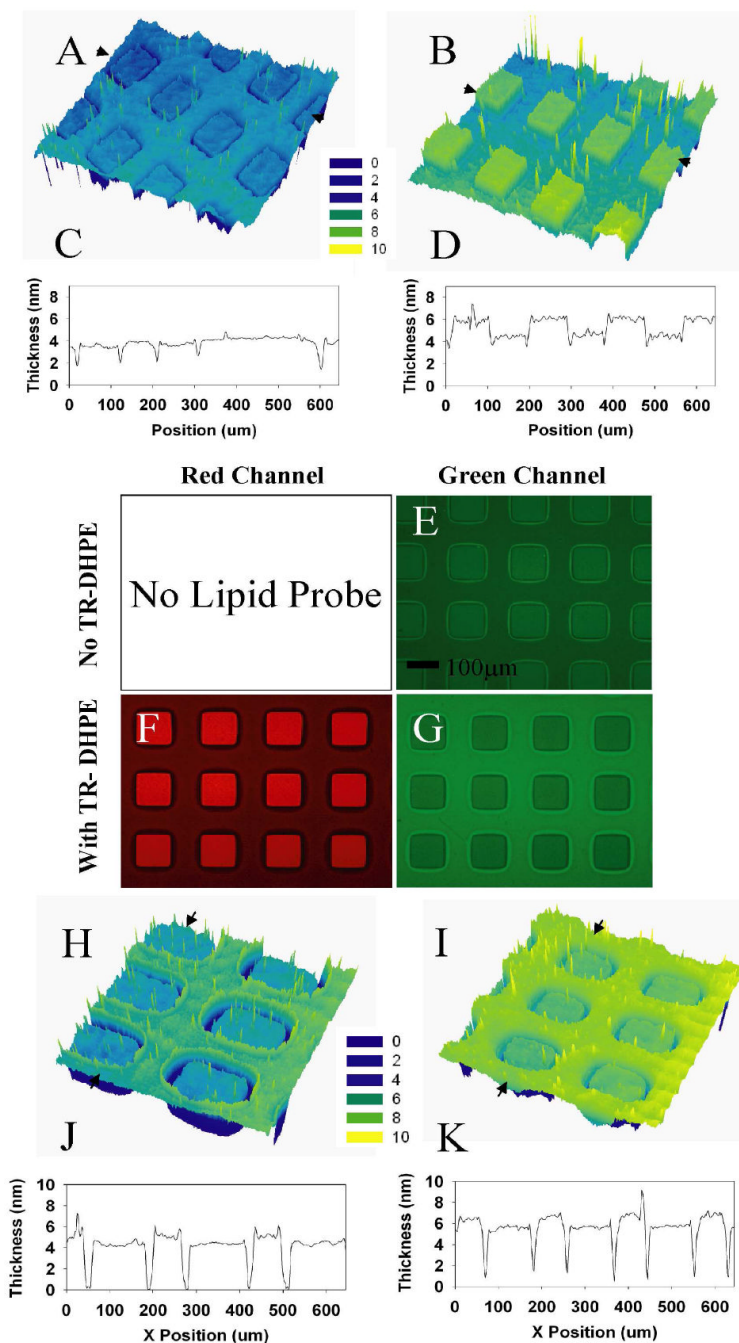 A
B
0
2
4
6
8
10
C
D
Thickness (nm)
8
6
4
2
0
0 100 200 300 400 500 600
Position (um)
Thickness (nm)
8
6
4
2
0
0 100 200 300 400 500 600
Position (um)
Red Channel
Green Channel
No TR-DHPE
No Lipid Probe
E
100μm
With TR- DHPE
F
G
H
I
0
2
4
6
8
10
J
K
Thickness (nm)
10
8
6
4
2
0
0 100 200 300 400 500 600
X Position (um)
Thickness (nm)
10
8
6
4
2
0
0 100 200 300 400 500 600
X Position (um)